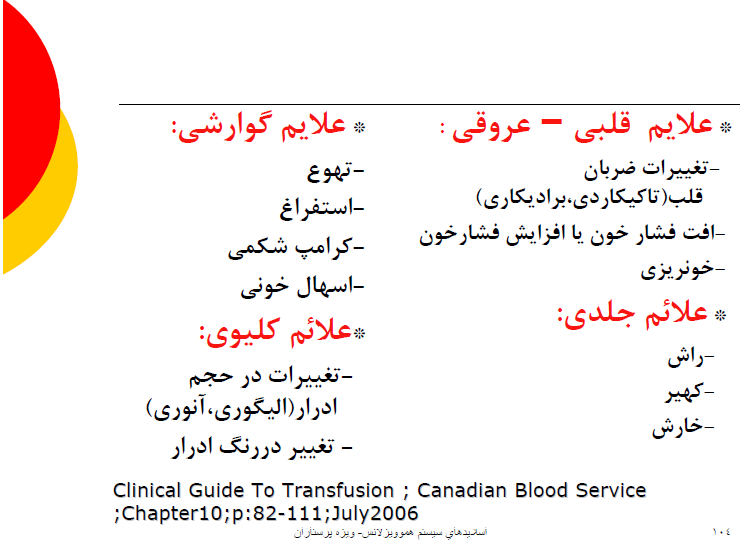 * علایم قلبی – عروقی :
-تغییرات ضربان
قلب(تاکیکاردی،برادیکاری)
-افت فشار خون یا افزایش فشارخون
-خونریزی
* علائم جلدی:
-راش
-کهیر
-خارش
* علایم گوارشی:
-تهوع
-استفراغ
-کرامپ شکمی
-اسهال خونی
*علائم کلیوی:
-تغییرات در حجم
ادرار(الیگوری،آنوری)
- تغییر دررنگ ادرار
Clinical Guide To Transfusion ; Canadian Blood Service
;Chapter10;p:82-111;July2006
اسلایدهاي سیستم هموویژلانس- ویژه پرستاران
١٠٤